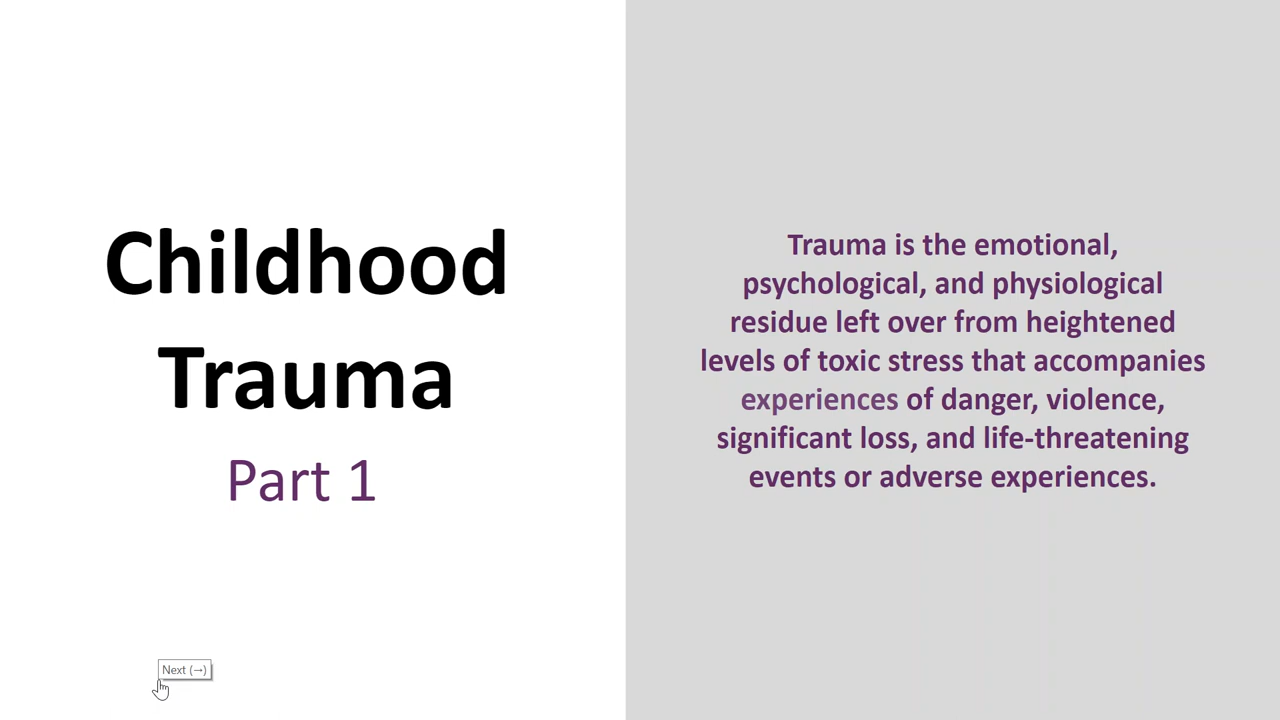 Childhood
Trauma
Part 1
Trauma is the emotional,
psychological, and physiological
residue left over from heightened
levels of toxic stress that accompanies
experiences of danger, violence,
significant loss, and life-threatening
events or adverse experiences.
Next (→)